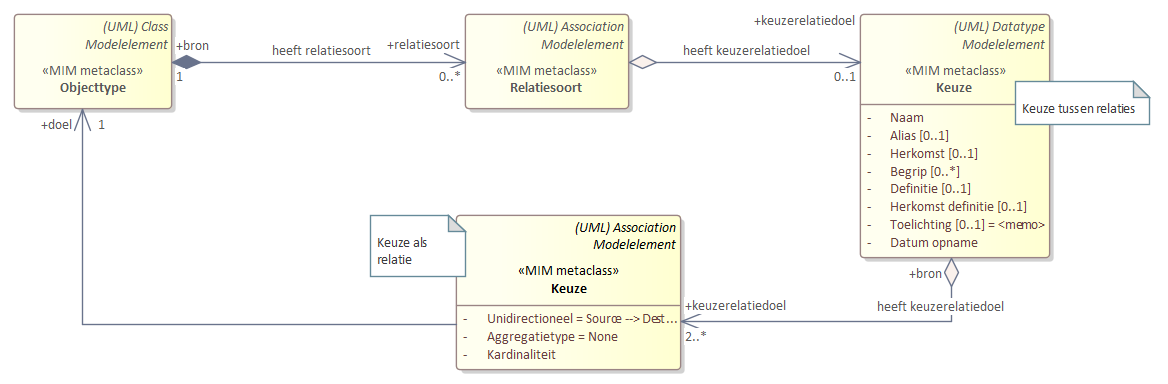 (UML) Class
Modelelement
«MIM metaclass»
Objecttype
+bron
1
heeft relatiesoort
+relatiesoort
0..*
(UML) Association
Modelelement
«MIM metaclass»
Relatiesoort
heeft keuzerelatiedoel
+keuzerelatiedoel
0..1
(UML) Datatype
Modelelement
«MIM metaclass»
Keuze
Keuze tussen relaties
- Naam
- Alias [0..1]
- Herkomst [0..1]
- Begrip [0..*]
- Definitie [0..1]
- Herkomst definitie [0..1]
- Toelichting [0..1] = <memo>
- Datum opname
+doel
1
Keuze als
relatie
(UML) Association
Modelelement
«MIM metaclass»
Keuze
- Unidirectioneel = Source --> Dest...
- Aggregatietype = None
- Kardinaliteit
+bron
heeft keuzerelatiedoel
+keuzerelatiedoel
2..*